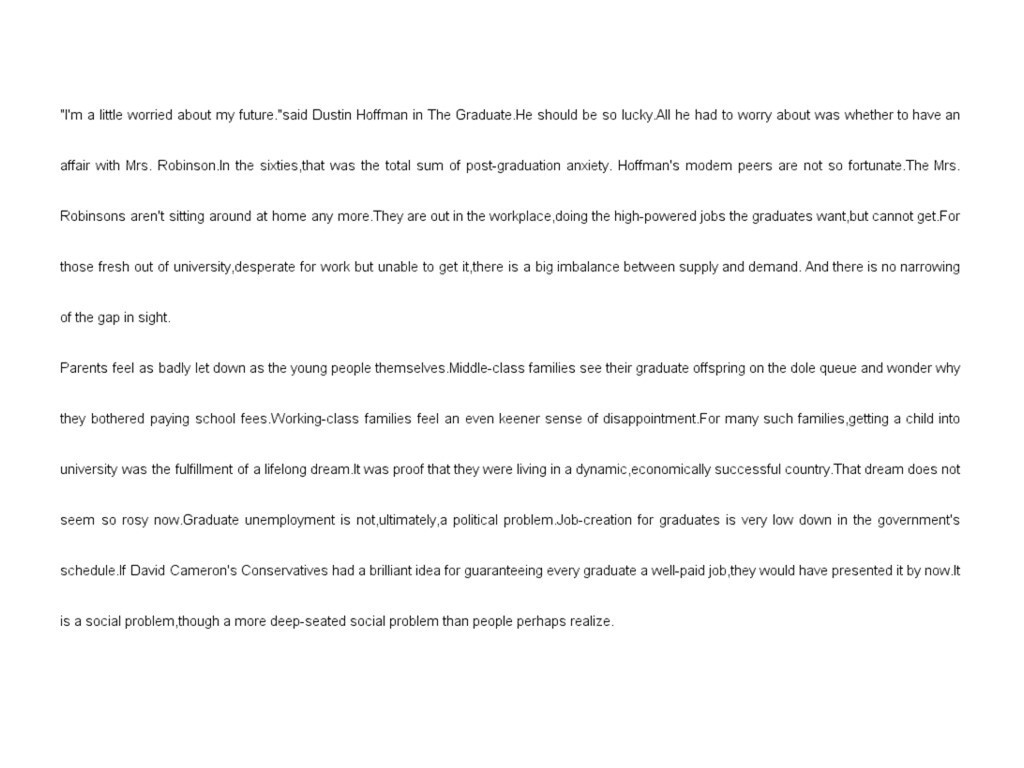 "I'm a little worried about my future."said Dustin Hoffman in The Graduate.He should be so lucky.All he had to worry about was whether to have an
affair with Mrs. Robinson.In the sixties,that was the total sum of post-graduation anxiety. Hoffman's modem peers are not so fortunate.The Mrs.
Robinsons aren't sitting around at home any more.They are out in the workplace,doing the high-powered jobs the graduates want,but cannot get.For
those fresh out of university,desperate for work but unable to get it,there is a big imbalance between supply and demand. And there is no narrowing
of the gap in sight.
Parents feel as badly let down as the young people themselves.Middle-class families see their graduate offspring on the dole queue and wonder why
they bothered paying school fees.Working-class families feel an even keener sense of disappointment.For many such families,getting a child into
university was the fulfillment of a lifelong dream.It was proof that they were living in a dynamic,economically successful country.That dream does not
seem so rosy now.Graduate unemployment is not,ultimately,a political problem.Job-creation for graduates is very low down in the government's
schedule.If David Cameron's Conservatives had a brilliant idea for guaranteeing every graduate a well-paid job,they would have presented it by now.It
is a social problem,though a more deep-seated social problem than people perhaps realize.